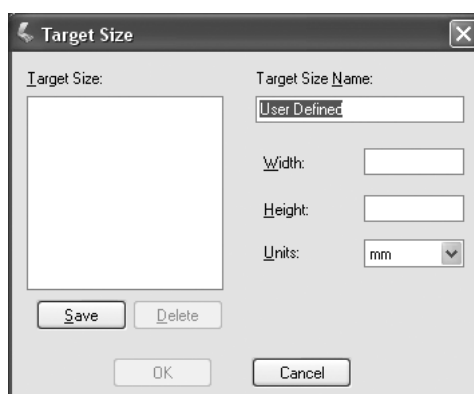 Target Size
Target Size:
Target Size Name:
User Defined
Width:
Height:
Units:
mm
Save
Delete
OK
Cancel